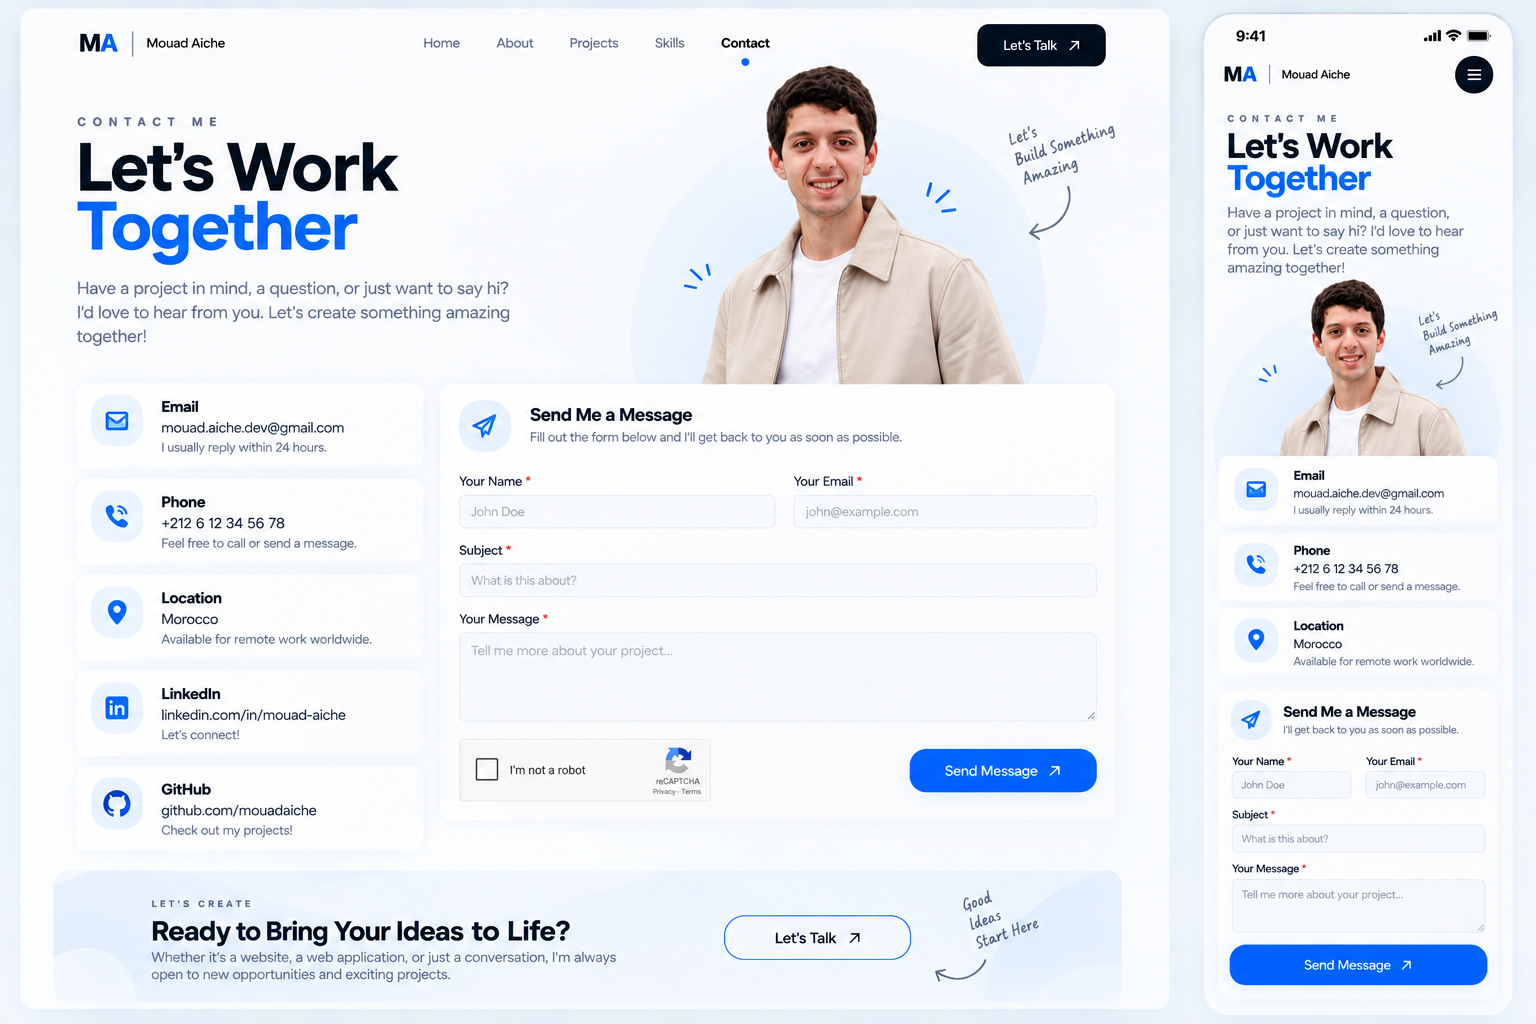 MA | Mouad Aiche
Home
About
Projects
Skills
Contact
Let's Talk
CONTACT ME
Let's Work
Together
Have a project in mind, a question, or just want to say hi?
I'd love to hear from you. Let's create something amazing
together!
Let's
Build Something
Amazing
Email
mouad.aiche.dev@gmail.com
I usually reply within 24 hours.
Phone
+212 6 12 34 56 78
Feel free to call or send a message.
Location
Morocco
Available for remote work worldwide.
LinkedIn
in
linkedin.com/in/mouad-aiche
Let's connect!
GitHub
github.com/mouadaiche
Check out my projects!
Send Me a Message
Fill out the form below and I'll get back to you as soon as possible.
Your Name *
John Doe
Your Email *
john@example.com
Subject *
What is this about?
Your Message *
Tell me more about your project...
I'm not a robot
reCAPTCHA
Privacy - Terms
Send Message
LET'S CREATE
Ready to Bring Your Ideas to Life?
Whether it's a website, a web application, or just a conversation, I'm always
open to new opportunities and exciting projects.
Let's Talk
Good
Ideas
Start Here
9:41
MA | Mouad Aiche
CONTACT ME
Let's Work
Together
Have a project in mind, a question,
or just want to say hi? I'd love to hear
from you. Let's create something
amazing together!
Let's
Build Something
Amazing
Email
mouad.aiche.dev@gmail.com
I usually reply within 24 hours.
Phone
+212 6 12 34 56 78
Feel free to call or send a message.
Location
Morocco
Available for remote work worldwide.
Send Me a Message
I'll get back to you as soon as possible.
Your Name *
John Doe
Your Email *
john@example.com
Subject *
What is this about?
Your Message *
Tell me more about your project...
Send Message